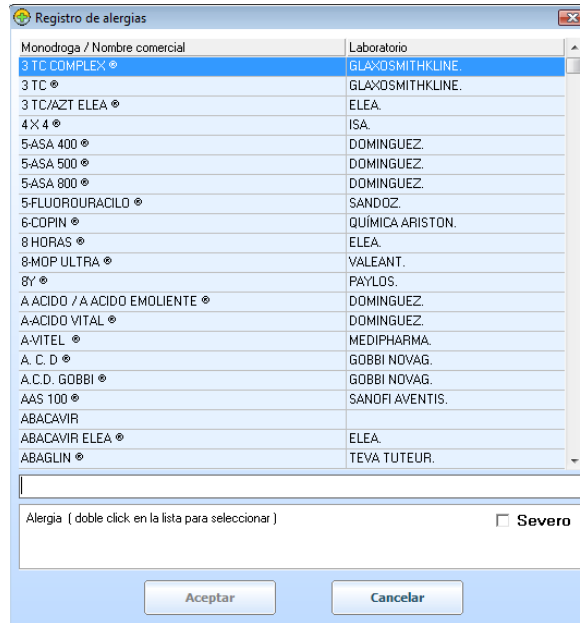 Registro de alergias
Monodroga / Nombre comercial Laboratorio
3 TC COMPLEX ® GLAXOSMITHKLINE.
3 TC ® GLAXOSMITHKLINE.
3 TC/AZT ELEA ® ELEA.
4 X 4 ® ISA.
5-ASA 400 ® DOMINGUEZ.
5-ASA 500 ® DOMINGUEZ.
5-ASA 800 ® DOMINGUEZ.
5-FLUOROURACILO ® SANDOZ.
6-COPIN ® QUÍMICA ARISTON.
8 HORAS ® ELEA.
8-MOP ULTRA ® VALEANT.
8Y ® PAYLOS.
A ACIDO / A ACIDO EMOLIENTE ® DOMINGUEZ.
A-ACIDO VITAL ® DOMINGUEZ.
A-VITEL ® MEDIPHARMA.
A. C. D ® GOBBI NOVAG.
A.C.D. GOBBI ® GOBBI NOVAG.
AAS 100 ® SANOFI AVENTIS.
ABACAVIR
ABACAVIR ELEA ® ELEA.
ABAGLIN ® TEVA TUTEUR.
Alergia ( doble click en la lista para seleccionar ) Severo
Aceptar Cancelar